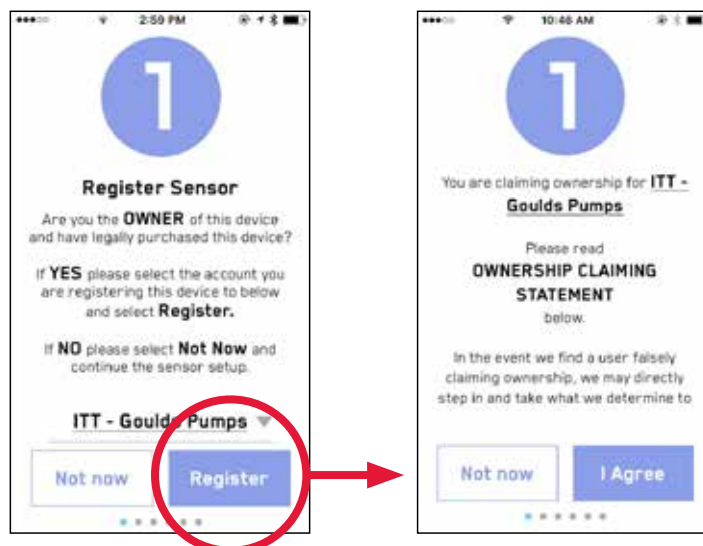 2:59 PM
1
Register Sensor
Are you the OWNER of this device
and have legally purchased this device?
If YES please select the account you
are registering this device to below
and select Register.
If NO please select Not Now and
continue the sensor setup.
ITT - Goulds Pumps
Not now
Register
10:46 AM
1
You are claiming ownership for ITT -
Goulds Pumps
Please read
OWNERSHIP CLAIMING
STATEMENT
below.
In the event we find a user falsely
claiming ownership, we may directly
step in and take what we determine to
Not now
I Agree